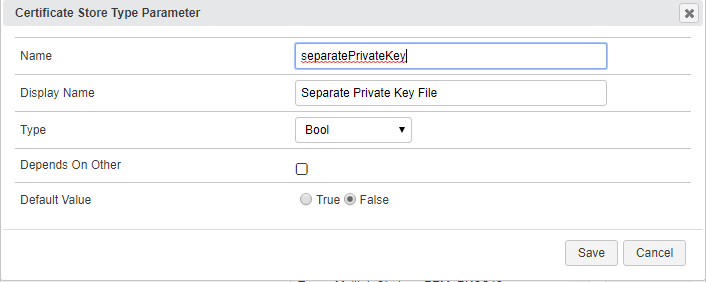 Certificate Store Type Parameter
Name separatePrivateKey
Display Name Separate Private Key File
Type Bool
Depends On Other
Default Value True False
Save Cancel